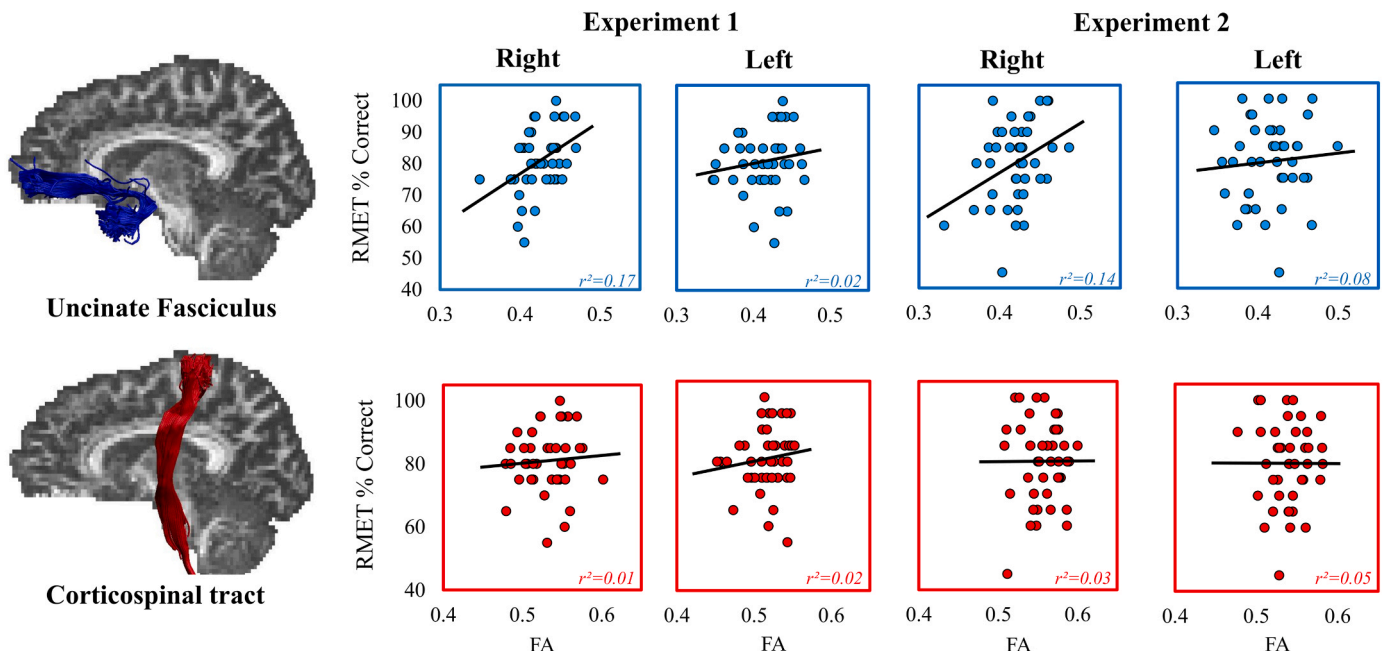 Experiment 1 Experiment 2
Right Left Right Left
RMET % Correct
100
90
80
70
60
50
40
r²=0.17 r²=0.02 r²=0.14 r²=0.08
0.3 0.4 0.5 0.3 0.4 0.5 0.3 0.4 0.5 0.3 0.4 0.5
Uncinate Fasciculus
RMET % Correct
100
80
60
40
r²=0.01 r²=0.02 r²=0.03 r²=0.05
0.4 0.5 0.6 0.4 0.5 0.6 0.4 0.5 0.6 0.4 0.5 0.6
FA FA FA FA
Corticospinal tract